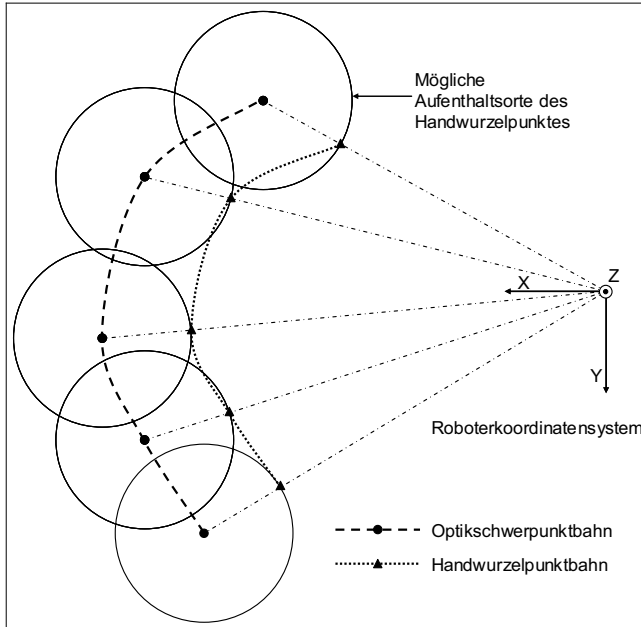 Mögliche
Aufenthaltsorte des
Handwurzelpunktes
Z
X
Y
Roboterkoordinatensystem
Optikschwerpunktbahn
Handwurzelpunktbahn